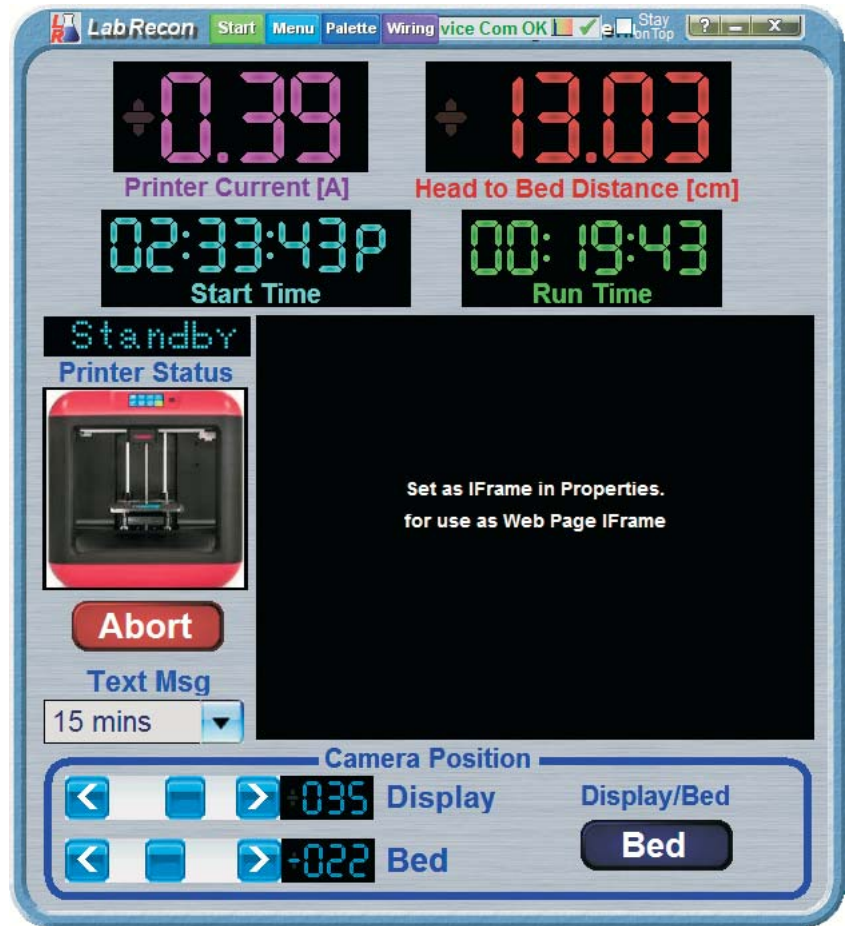 LabRecon Start Menu Palette Wiring vice Com OK Stay on Top ? – X
0.39 13.03
Printer Current [A] Head to Bed Distance [cm]
02:33:43P 00:19:43
Start Time Run Time
Standby
Printer Status
Set as IFrame in Properties.
for use as Web Page IFrame
Abort
Text Msg
15 mins
Camera Position
035 Display Display/Bed
-022 Bed Bed